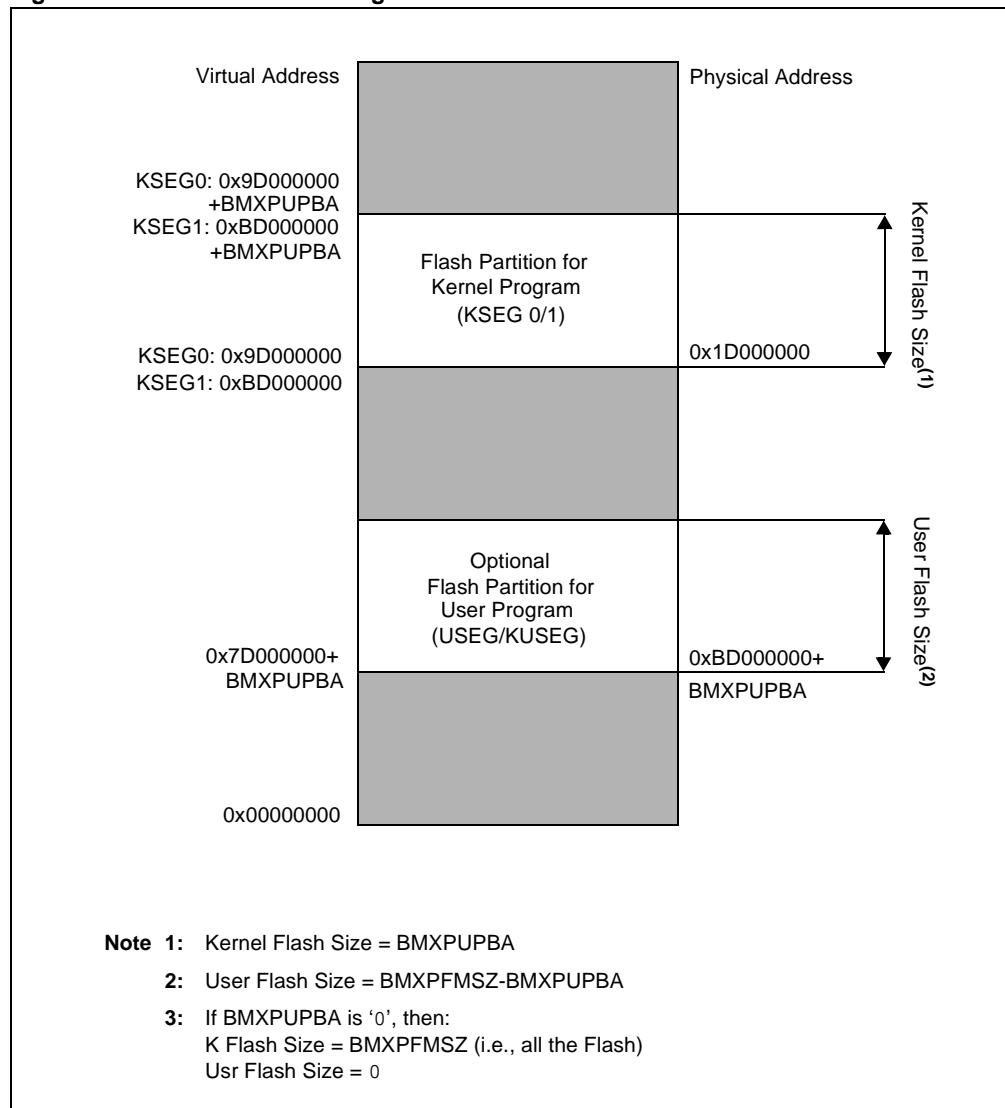 Virtual Address
Physical Address
KSEG0: 0x9D000000
+BMXPUPBA
KSEG1: 0xBD000000
+BMXPUPBA
Flash Partition for
Kernel Program
(KSEG 0/1)
Kernel Flash Size(1)
KSEG0: 0x9D000000
KSEG1: 0xBD000000
0x1D000000
Optional
Flash Partition for
User Program
(USEG/KUSEG)
User Flash Size(2)
0x7D000000+
BMXPUPBA
0xBD000000+
BMXPUPBA
0x00000000
Note 1: Kernel Flash Size = BMXPUPBA
2: User Flash Size = BMXPFMSZ-BMXPUPBA
3: If BMXPUPBA is ‘0’, then:
K Flash Size = BMXPFMSZ (i.e., all the Flash)
Usr Flash Size = 0